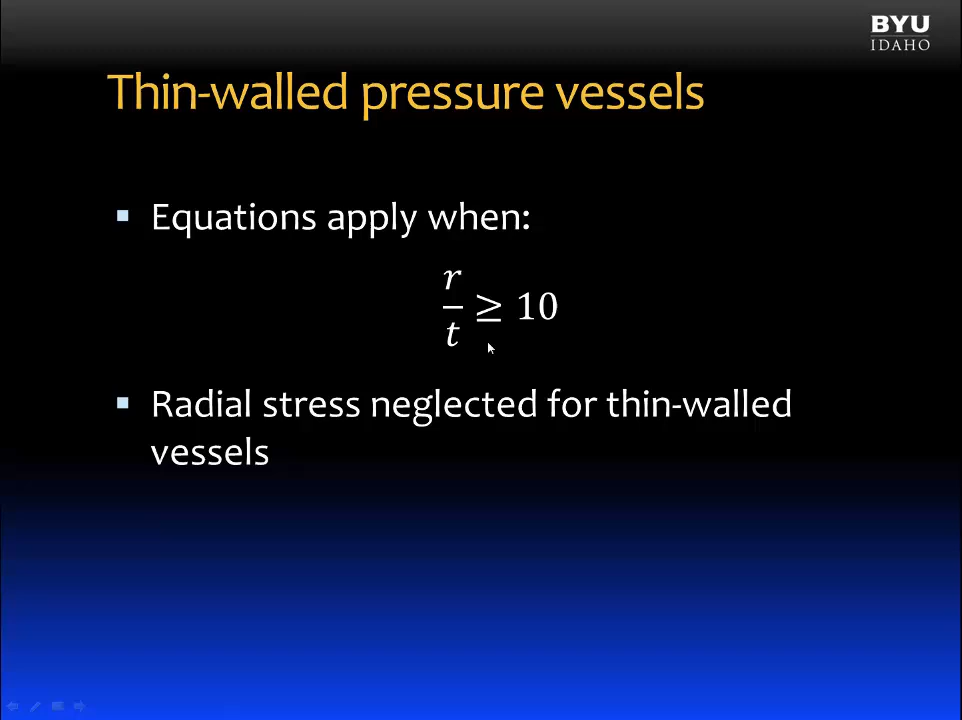 BYU
IDAHO
Thin-walled pressure vessels
▪ Equations apply when:
r/t ≥ 10
▪ Radial stress neglected for thin-walled
vessels